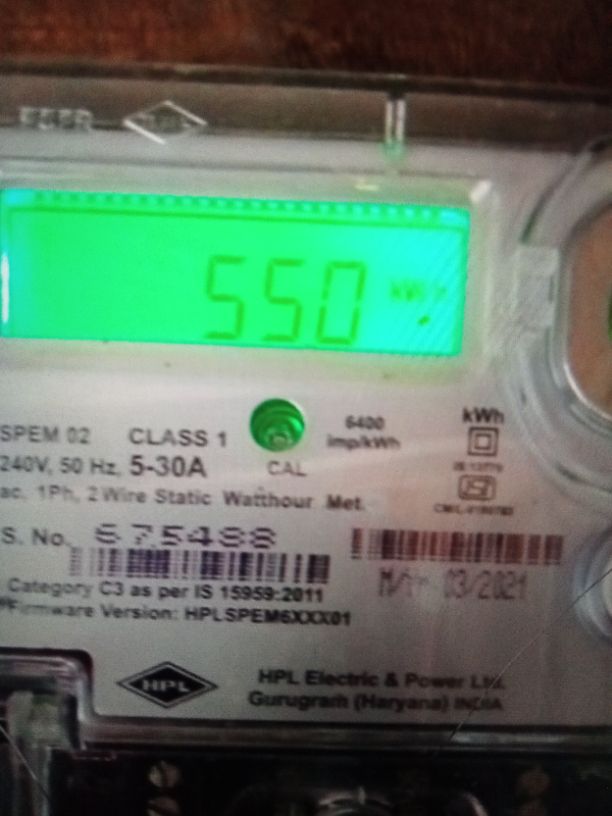 550 kWh
SPEM 02 CLASS 1
6400
imp/kWh
kWh
240V, 50 Hz, 5-30A
CAL
ac, 1Ph, 2 Wire Static Watthour Met.
S. No. 675488
Category C3 as per IS 15959:2011
M/Yr. 03/2021
Firmware Version: HPLSPEM6XXX01
HPL
HPL Electric & Power Ltd.
Gurugram (Haryana) INDIA